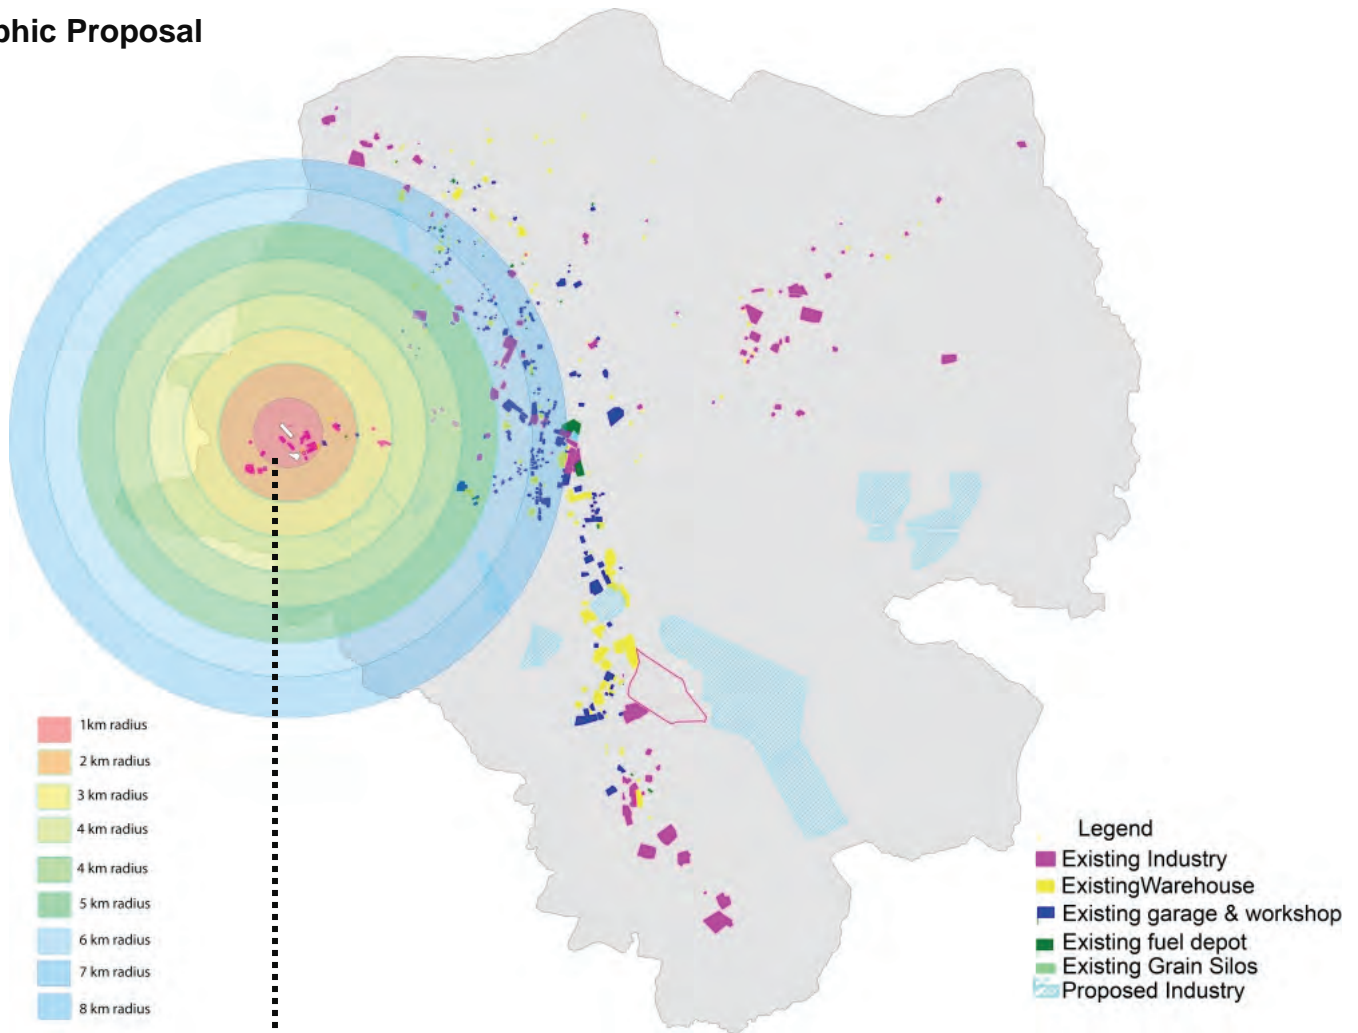 phic Proposal
1km radius
2 km radius
3 km radius
4 km radius
4 km radius
5 km radius
6 km radius
7 km radius
8 km radius
Legend
Existing Industry
ExistingWarehouse
Existing garage & workshop
Existing fuel depot
Existing Grain Silos
Proposed Industry